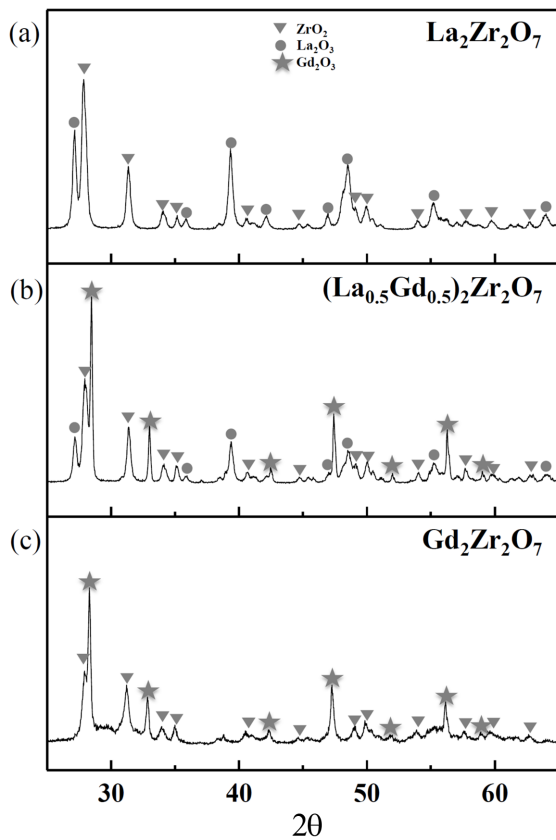 (a)
ZrO₂
La₂O₃
Gd₂O₃
La₂Zr₂O₇
(b)
(La₀.₅Gd₀.₅)₂Zr₂O₇
(c)
Gd₂Zr₂O₇
30 40 50 60
2θ